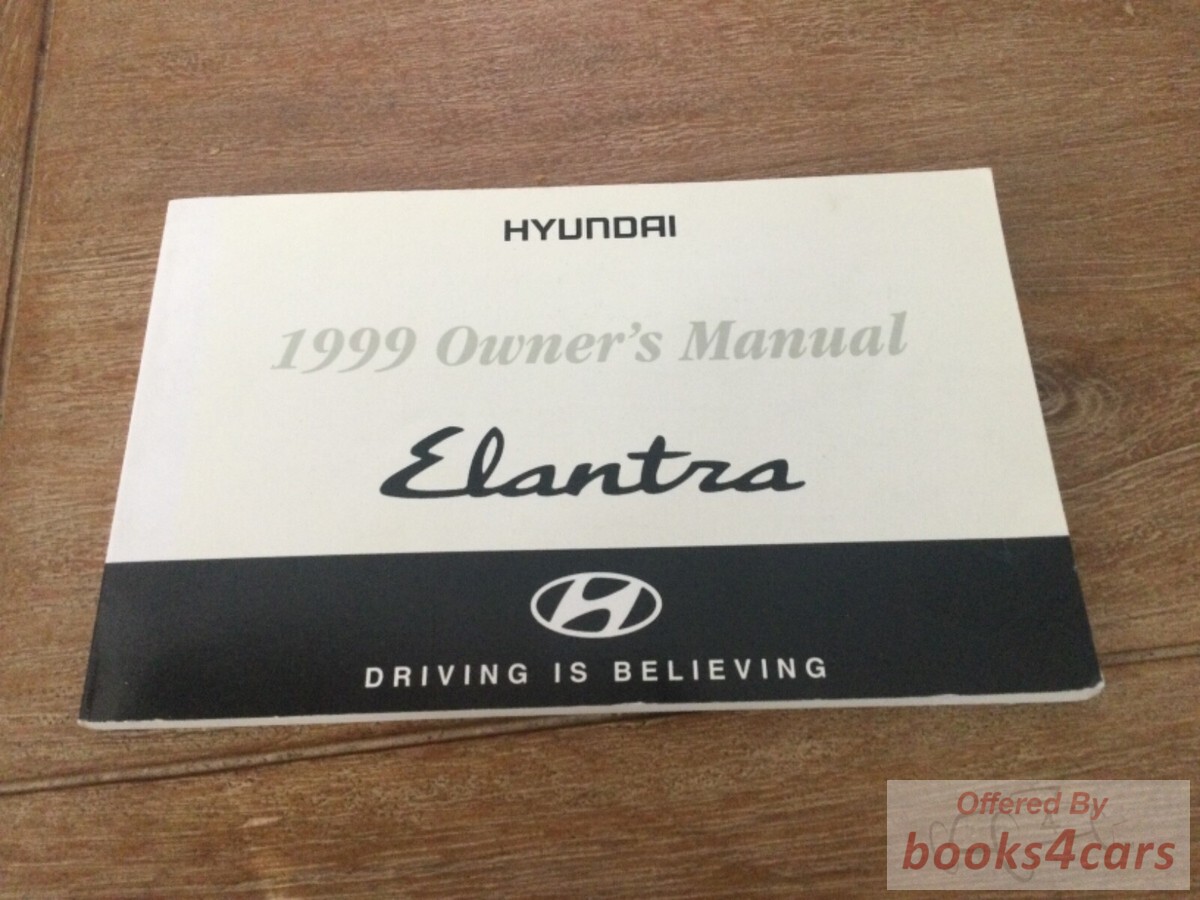 HYUNDAI
1999 Owner's Manual
Elantra
DRIVING IS BELIEVING
Offered By
books4cars